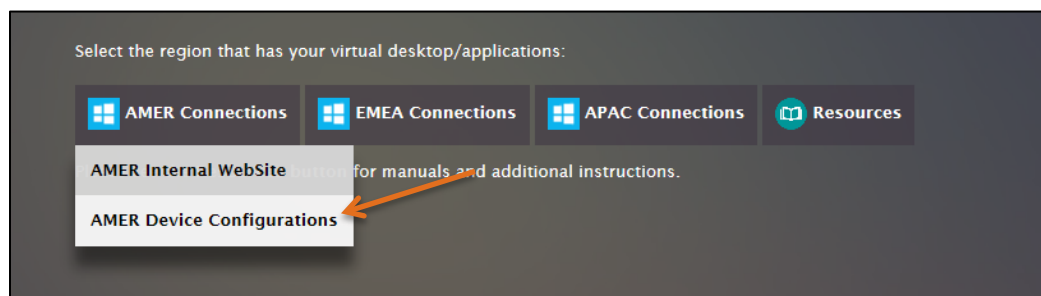 Select the region that has your virtual desktop/applications:
AMER Connections EMEA Connections APAC Connections Resources
AMER Internal WebSite
button for manuals and additional instructions.
AMER Device Configurations